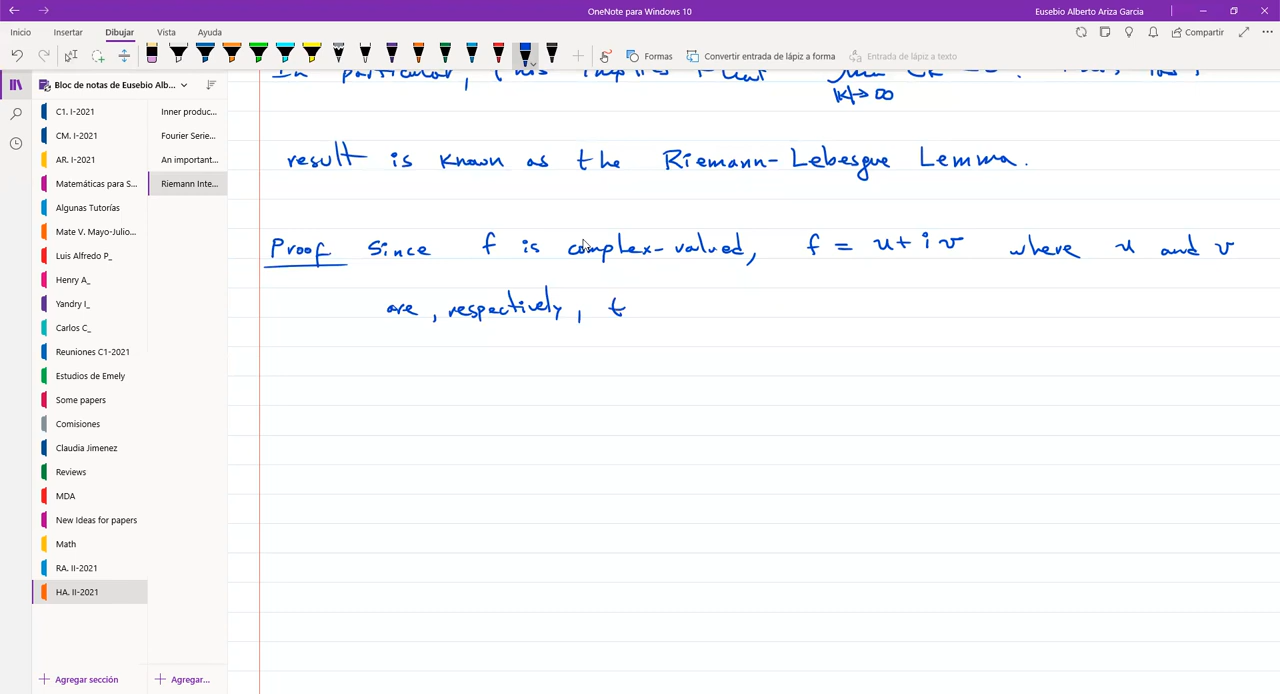 OneNote para Windows 10
Eusebio Alberto Ariza Garcia
Inicio
Insertar
Dibujar
Vista
Ayuda
Compartir
Formas
Convertir entrada de lápiz a forma
Entrada de lápiz a texto
Bloc de notas de Eusebio Alb...
C1. I-2021
CM. I-2021
AR. I-2021
Matemáticas para S...
Algunas Tutorías
Mate V. Mayo-Julio...
Luis Alfredo P_
Henry A_
Yandry I_
Carlos C_
Reuniones C1-2021
Estudios de Emely
Some papers
Comisiones
Claudia Jimenez
Reviews
MDA
New Ideas for papers
Math
RA. II-2021
HA. II-2021
Agregar sección
Inner produc...
Fourier Serie...
An important...
Riemann Inte...
Agregar...
In particular, this implies that
|k|→∞
result is known as the Riemann-Lebesgue Lemma.
Proof Since f is complex-valued, f = u + i v where u and v
are, respectively, t